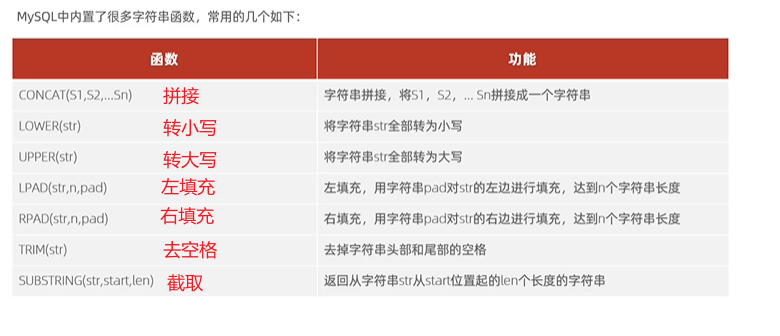 MySQL中内置了很多字符串函数，常用的几个如下：
函数 功能
CONCAT(S1,S2,...Sn) 拼接 字符串拼接，将S1，S2，... Sn拼接成一个字符串
LOWER(str) 转小写 将字符串str全部转为小写
UPPER(str) 转大写 将字符串str全部转为大写
LPAD(str,n,pad) 左填充 左填充，用字符串pad对str的左边进行填充，达到n个字符串长度
RPAD(str,n,pad) 右填充 右填充，用字符串pad对str的右边进行填充，达到n个字符串长度
TRIM(str) 去空格 去掉字符串头部和尾部的空格
SUBSTRING(str,start,len) 截取 返回从字符串str从start位置起的len个长度的字符串